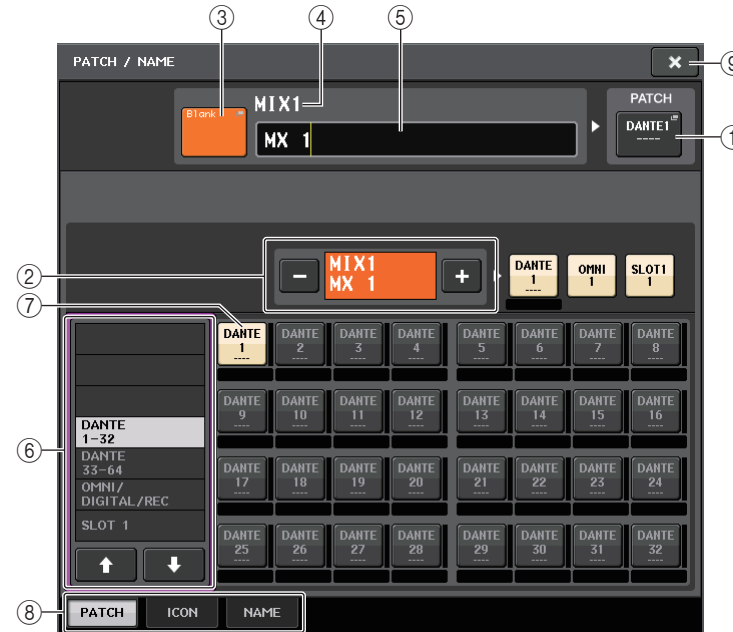 ③ ④ ⑤
PATCH / NAME
×
⑨
Blank
MIX1
MX 1
PATCH
DANTE1
----
①
②
−
MIX1
MX 1
+
DANTE
1
----
OMNI
1
SLOT1
1
⑦
⑥
DANTE
1-32
DANTE
33-64
OMNI/
DIGITAL/REC
SLOT 1
DANTE DANTE DANTE DANTE DANTE DANTE DANTE DANTE
1 2 3 4 5 6 7 8
---- ---- ---- ---- ---- ---- ---- ----
DANTE DANTE DANTE DANTE DANTE DANTE DANTE DANTE
9 10 11 12 13 14 15 16
---- ---- ---- ---- ---- ---- ---- ----
DANTE DANTE DANTE DANTE DANTE DANTE DANTE DANTE
17 18 19 20 21 22 23 24
---- ---- ---- ---- ---- ---- ---- ----
DANTE DANTE DANTE DANTE DANTE DANTE DANTE DANTE
25 26 27 28 29 30 31 32
---- ---- ---- ---- ---- ---- ---- ----
⑧
PATCH ICON NAME